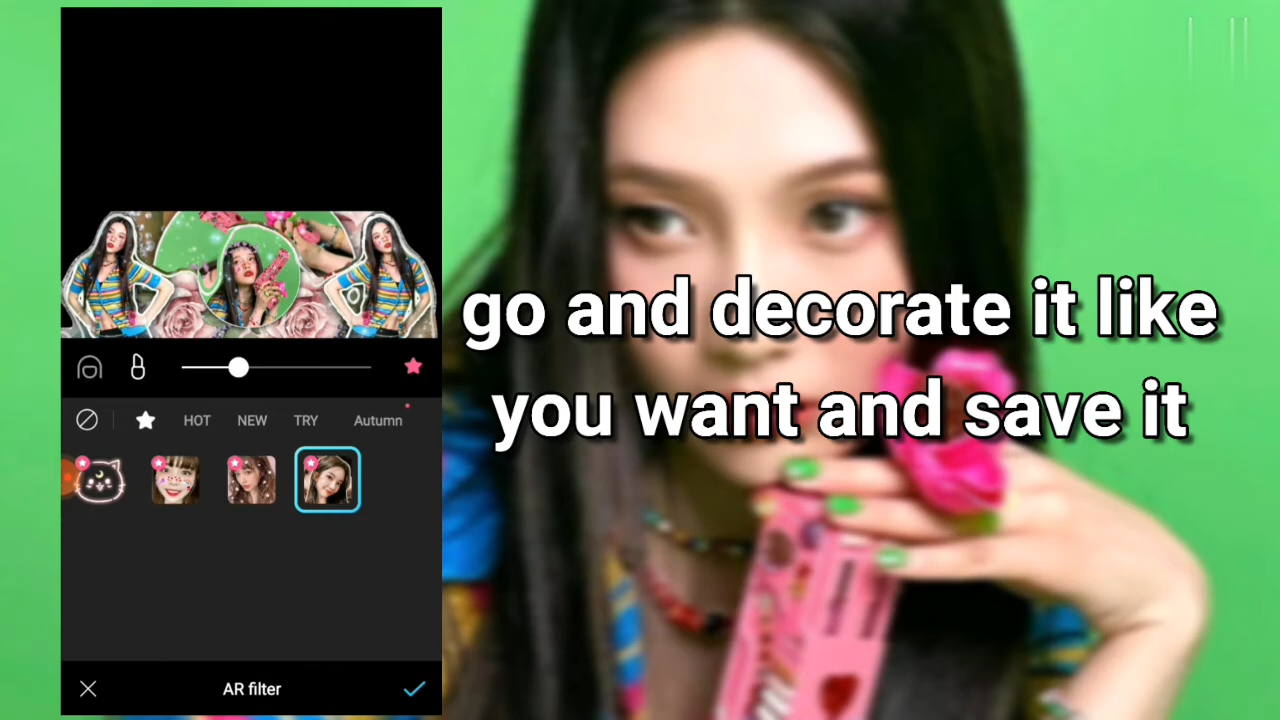 go and decorate it like
you want and save it
HOT NEW TRY Autumn
AR filter